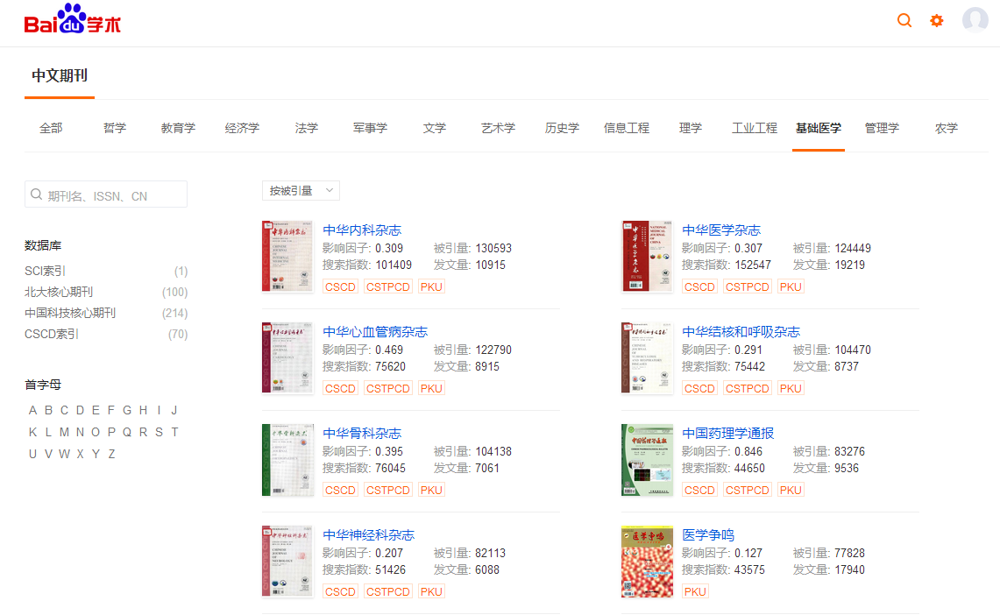 Baidu学术
中文期刊
全部 哲学 教育学 经济学 法学 军事学 文学 艺术学 历史学 信息工程 理学 工业工程 基础医学 管理学 农学
期刊名、ISSN、CN
按被引量
数据库
SCI索引 (1)
北大核心期刊 (100)
中国科技核心期刊 (214)
CSCD索引 (70)
首字母
A B C D E F G H I J
K L M N O P Q R S T
U V W X Y Z
中华内科杂志
影响因子: 0.309 被引量: 130593
搜索指数: 101409 发文量: 10915
CSCD CSTPCD PKU
中华医学杂志
影响因子: 0.307 被引量: 124449
搜索指数: 152547 发文量: 19219
CSCD CSTPCD PKU
中华心血管病杂志
影响因子: 0.469 被引量: 122790
搜索指数: 75620 发文量: 8915
CSCD CSTPCD PKU
中华结核和呼吸杂志
影响因子: 0.291 被引量: 104470
搜索指数: 75442 发文量: 8737
CSCD CSTPCD PKU
中华骨科杂志
影响因子: 0.395 被引量: 104138
搜索指数: 76045 发文量: 7061
CSCD CSTPCD PKU
中国药理学通报
影响因子: 0.846 被引量: 83276
搜索指数: 44650 发文量: 9536
CSCD CSTPCD PKU
中华神经科杂志
影响因子: 0.207 被引量: 82113
搜索指数: 51426 发文量: 6088
CSCD CSTPCD PKU
医学争鸣
影响因子: 0.127 被引量: 77828
搜索指数: 43575 发文量: 17940
PKU